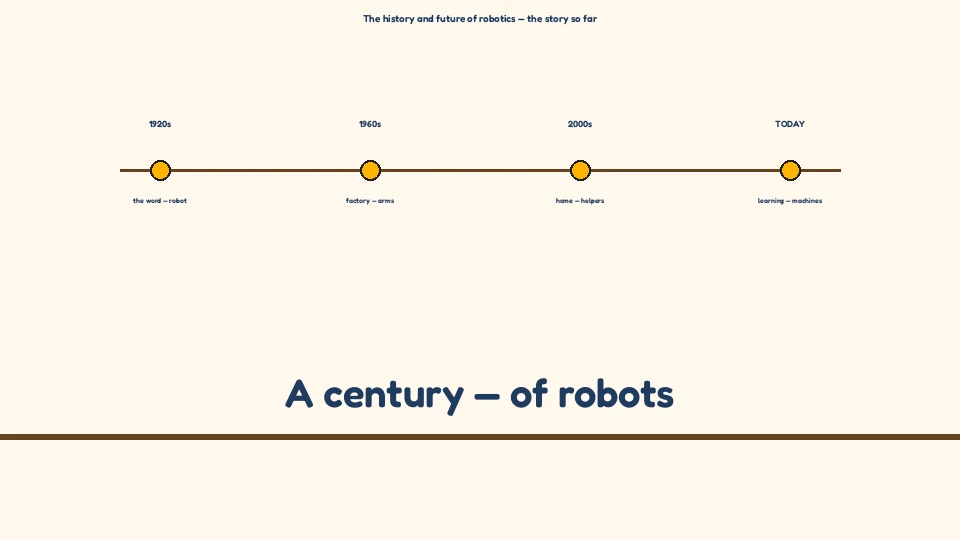 The history and future of robotics — the story so far
1920s
1960s
2000s
TODAY
the word — robot
factory — arms
home — helpers
learning — machines
A century — of robots